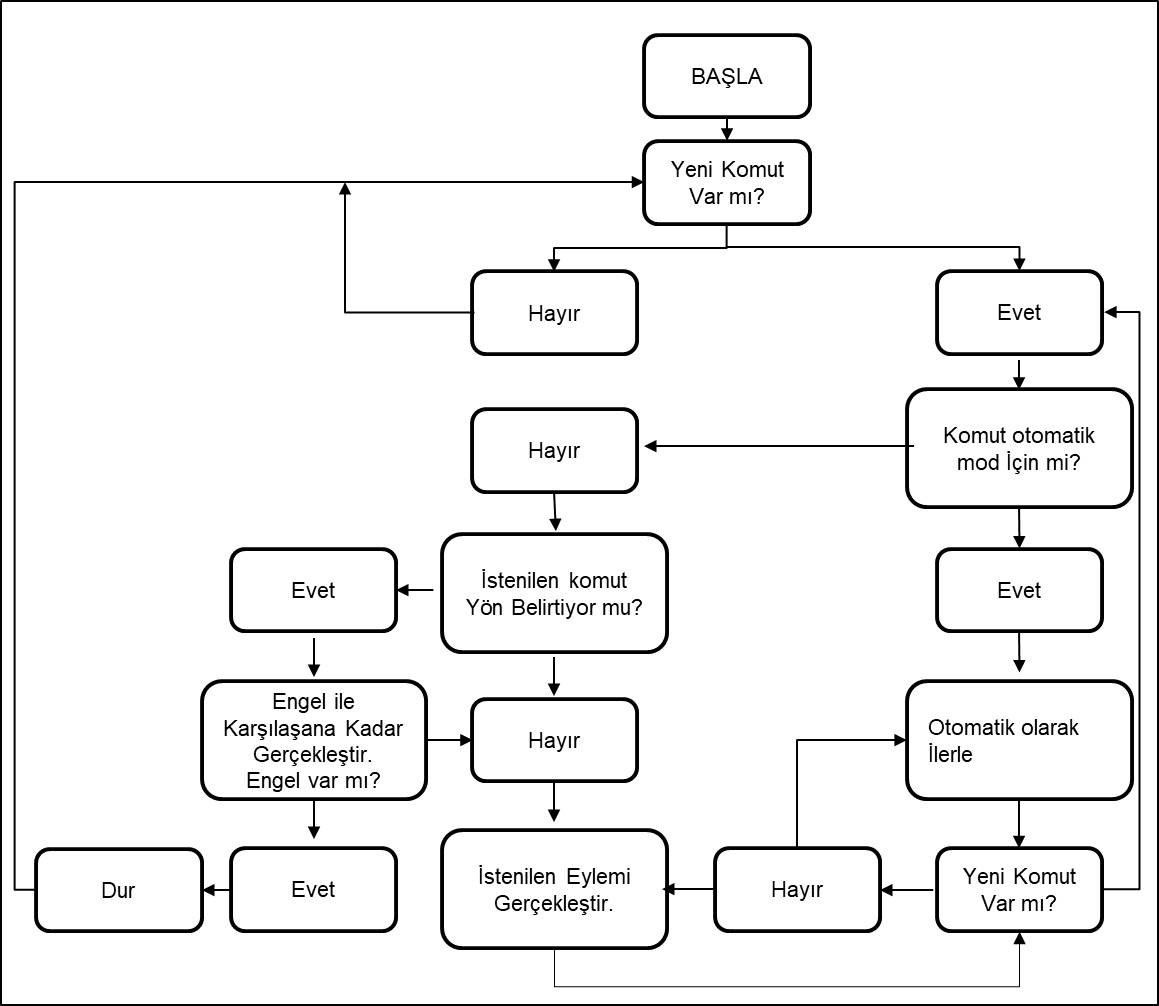 BAŞLA
Yeni Komut
Var mı?
Hayır
Evet
Hayır
Komut otomatik
mod İçin mi?
Evet
İstenilen komut
Yön Belirtiyor mu?
Evet
Engel ile
Karşılaşana Kadar
Gerçekleştir.
Engel var mı?
Hayır
Otomatik olarak
İlerle
Dur
Evet
İstenilen Eylemi
Gerçekleştir.
Hayır
Yeni Komut
Var mı?